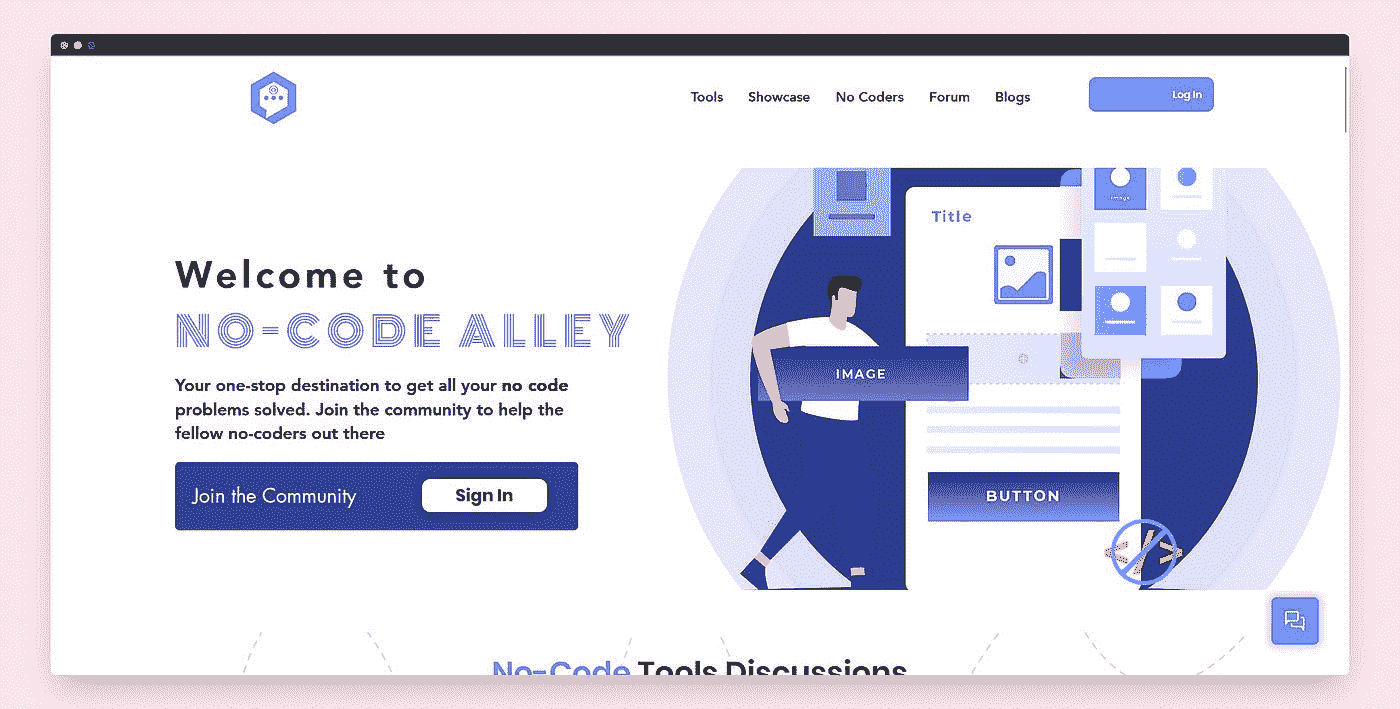 Tools Showcase No Coders Forum Blogs Log In
Title
image
Welcome to
NO-CODE ALLEY
IMAGE
Your one-stop destination to get all your no code
problems solved. Join the community to help the
fellow no-coders out there
Join the Community Sign In
BUTTON
</>
No-Code Tools Discussions